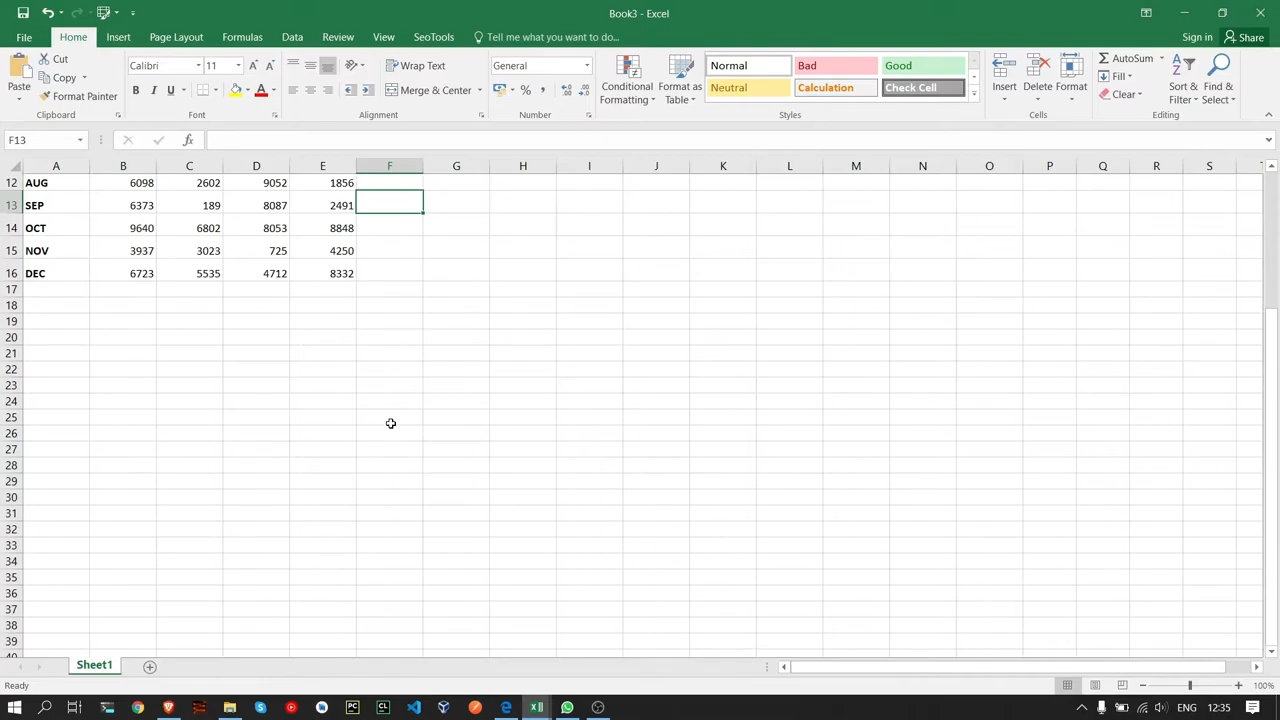 Book3 - Excel
File Home Insert Page Layout Formulas Data Review View SeoTools Tell me what you want to do... Sign in Share
Paste
Cut
Copy
Format Painter
Clipboard
Calibri 11
B I U
Font
Wrap Text
Merge & Center
Alignment
General
Number
Conditional Formatting
Format as Table
Normal Bad Good
Neutral Calculation Check Cell
Styles
Insert Delete Format
Cells
AutoSum
Fill
Clear
Sort & Filter
Find & Select
Editing
F13 fx
A B C D E F G H I J K L M N O P Q R S
12 AUG 6098 2602 9052 1856
13 SEP 6373 189 8087 2491
14 OCT 9640 6802 8053 8848
15 NOV 3937 3023 725 4250
16 DEC 6723 5535 4712 8332
17
18
19
20
21
22
23
24
25
26
27
28
29
30
31
32
33
34
35
36
37
38
39
Sheet1
Ready 100%
ENG 12:35